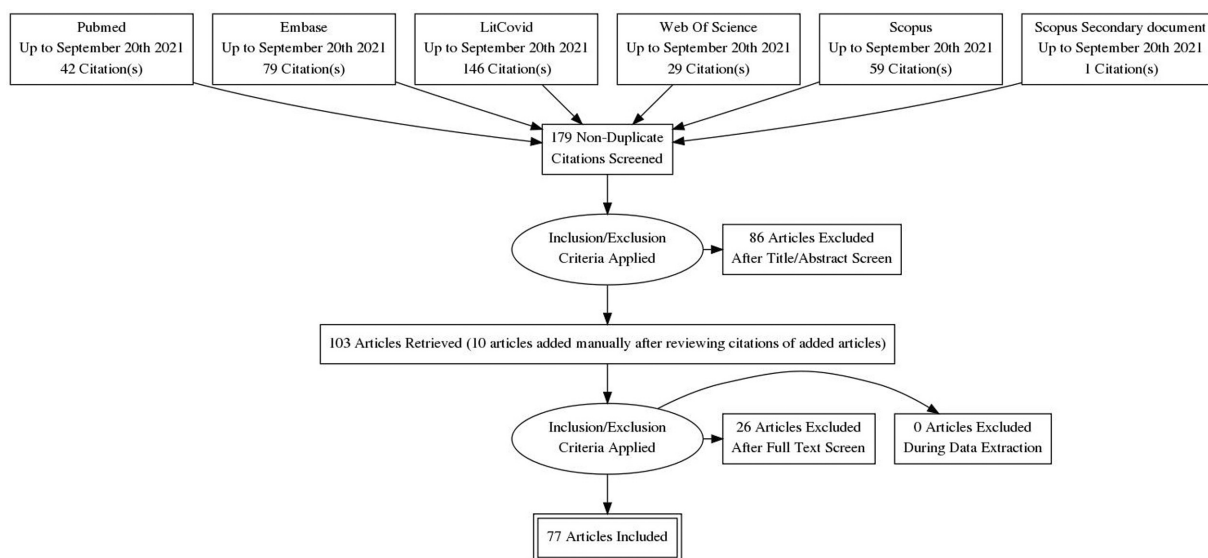 Pubmed
Up to September 20th 2021
42 Citation(s)
Embase
Up to September 20th 2021
79 Citation(s)
LitCovid
Up to September 20th 2021
146 Citation(s)
Web Of Science
Up to September 20th 2021
29 Citation(s)
Scopus
Up to September 20th 2021
59 Citation(s)
Scopus Secondary document
Up to September 20th 2021
1 Citation(s)
179 Non-Duplicate
Citations Screened
Inclusion/Exclusion
Criteria Applied
86 Articles Excluded
After Title/Abstract Screen
103 Articles Retrieved (10 articles added manually after reviewing citations of added articles)
Inclusion/Exclusion
Criteria Applied
26 Articles Excluded
After Full Text Screen
0 Articles Excluded
During Data Extraction
77 Articles Included